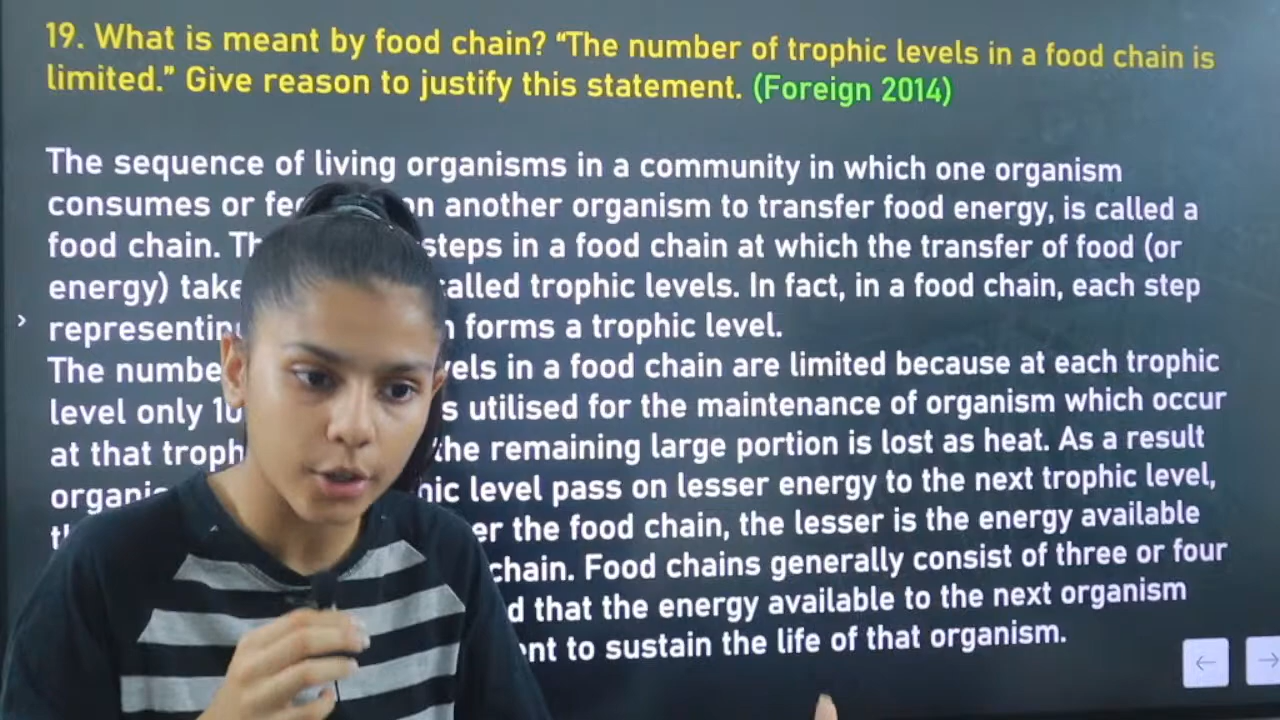 19. What is meant by food chain? “The number of trophic levels in a food chain is
limited.” Give reason to justify this statement. (Foreign 2014)
The sequence of living organisms in a community in which one organism
consumes or on another organism to transfer food energy, is called a
food chain. steps in a food chain at which the transfer of food (or
energy) called trophic levels. In fact, in a food chain, each step
forms a trophic level.
The in a food chain are limited because at each trophic
level only utilised for the maintenance of organism which occur
at that the remaining large portion is lost as heat. As a result
level pass on lesser energy to the next trophic level,
the food chain, the lesser is the energy available
chain. Food chains generally consist of three or four
that the energy available to the next organism
to sustain the life of that organism.